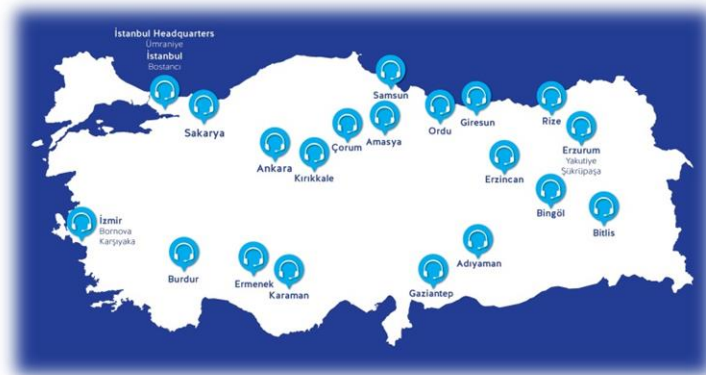 İstanbul Headquarters
Ümraniye
İstanbul
Bostancı
Samsun
Sakarya
Ordu
Giresun
Rize
Amasya
Çorum
Ankara
Kırıkkale
Erzurum
Yakutiye
Şükrüpaşa
Erzincan
Bingöl
Bitlis
İzmir
Bornova
Karşıyaka
Burdur
Ermenek
Karaman
Gaziantep
Adıyaman